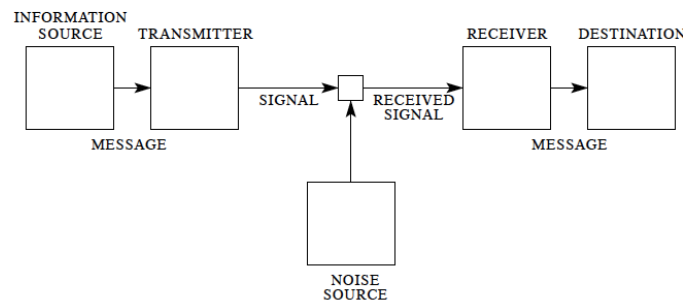 INFORMATION
SOURCE
TRANSMITTER
RECEIVER
DESTINATION
SIGNAL
RECEIVED
SIGNAL
MESSAGE
MESSAGE
NOISE
SOURCE